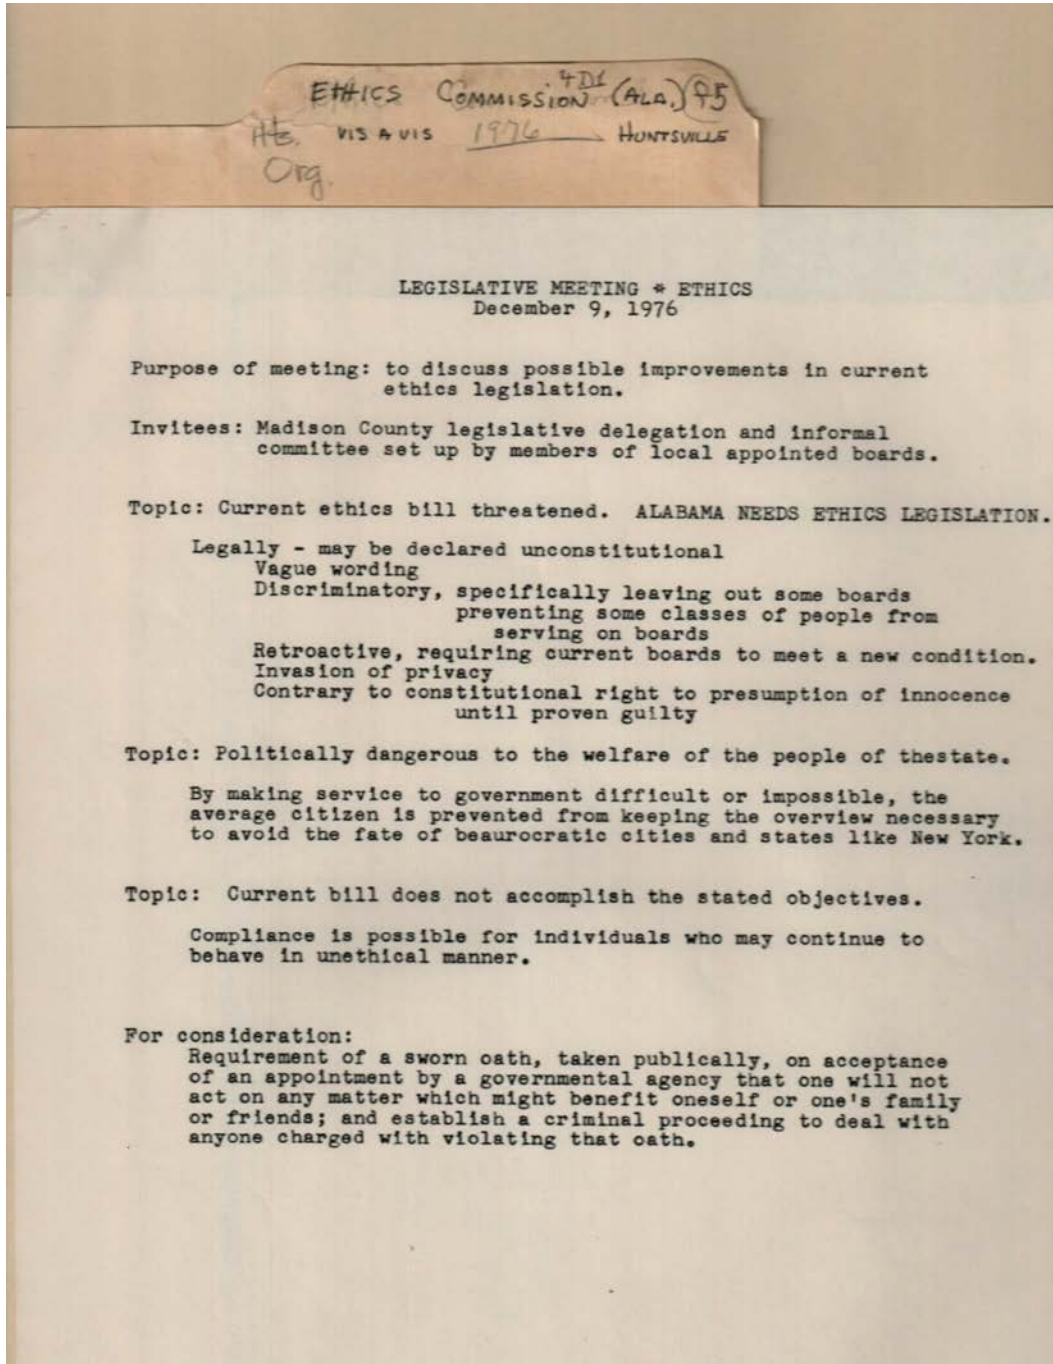 4D1
ETHICS COMMISSION (ALA.) 95
Hts. VIS A VIS 1976 HUNTSVILLE
Org.
LEGISLATIVE MEETING * ETHICS
December 9, 1976
Purpose of meeting: to discuss possible improvements in current
ethics legislation.
Invitees: Madison County legislative delegation and informal
committee set up by members of local appointed boards.
Topic: Current ethics bill threatened. ALABAMA NEEDS ETHICS LEGISLATION.
Legally - may be declared unconstitutional
Vague wording
Discriminatory, specifically leaving out some boards
preventing some classes of people from
serving on boards
Retroactive, requiring current boards to meet a new condition.
Invasion of privacy
Contrary to constitutional right to presumption of innocence
until proven guilty
Topic: Politically dangerous to the welfare of the people of thestate.
By making service to government difficult or impossible, the
average citizen is prevented from keeping the overview necessary
to avoid the fate of beaurocratic cities and states like New York.
Topic: Current bill does not accomplish the stated objectives.
Compliance is possible for individuals who may continue to
behave in unethical manner.
For consideration:
Requirement of a sworn oath, taken publically, on acceptance
of an appointment by a governmental agency that one will not
act on any matter which might benefit oneself or one's family
or friends; and establish a criminal proceeding to deal with
anyone charged with violating that oath.